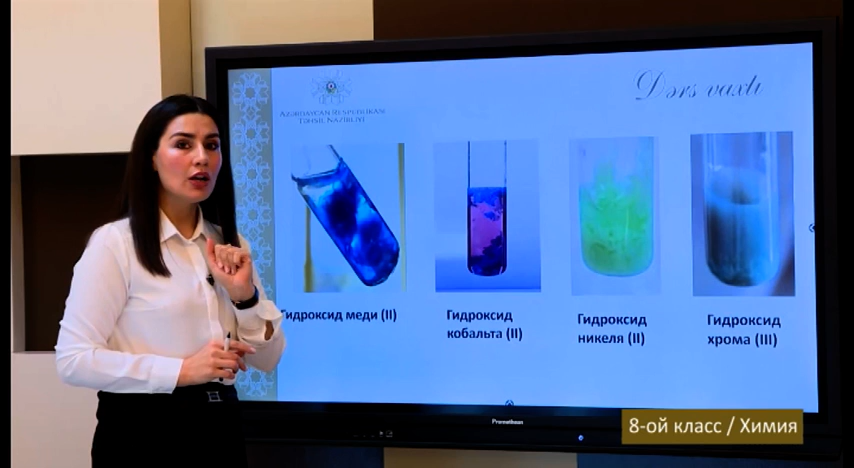 Dərs vaxtı
AZƏRBAYCAN RESPUBLİKASI
TƏHSİL NAZİRLİYİ
Гидроксид меди (II)
Гидроксид
кобальта (II)
Гидроксид
никеля (II)
Гидроксид
хрома (III)
Promethean
8-ой класс / Химия